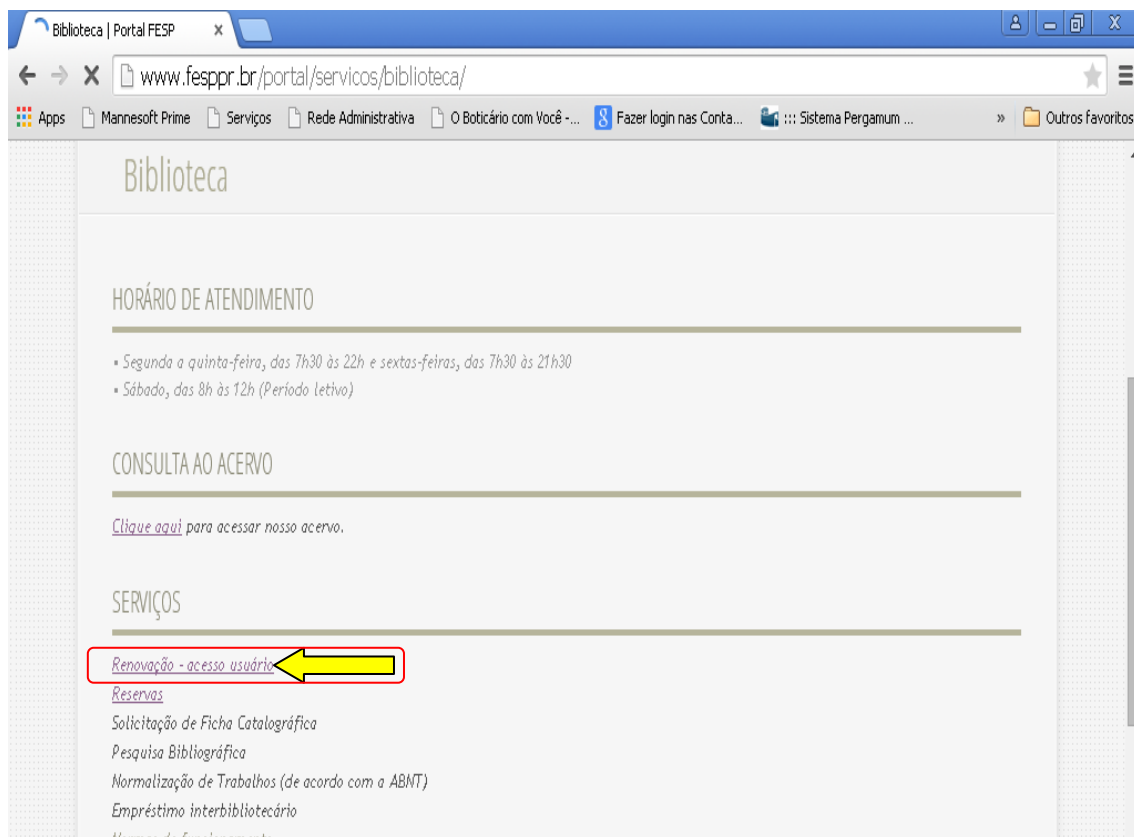 Biblioteca | Portal FESP
www.fesppr.br/portal/servicos/biblioteca/
Apps Mannesoft Prime Serviços Rede Administrativa O Boticário com Você -... Fazer login nas Conta... ::: Sistema Pergamum ... » Outros favoritos
Biblioteca
HORÁRIO DE ATENDIMENTO
▪ Segunda a quinta-feira, das 7h30 às 22h e sextas-feiras, das 7h30 às 21h30
▪ Sábado, das 8h às 12h (Período letivo)
CONSULTA AO ACERVO
Clique aqui para acessar nosso acervo.
SERVIÇOS
Renovação - acesso usuário
Reservas
Solicitação de Ficha Catalográfica
Pesquisa Bibliográfica
Normalização de Trabalhos (de acordo com a ABNT)
Empréstimo interbibliotecário